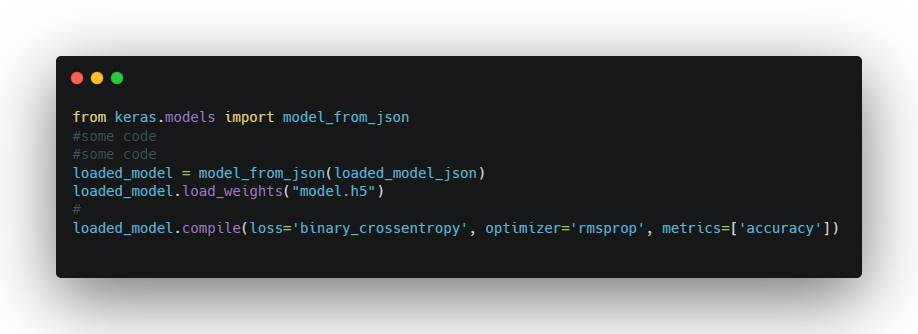 from keras.models import model_from_json
#some code
#some code
loaded_model = model_from_json(loaded_model_json)
loaded_model.load_weights("model.h5")
#
loaded_model.compile(loss='binary_crossentropy', optimizer='rmsprop', metrics=['accuracy'])